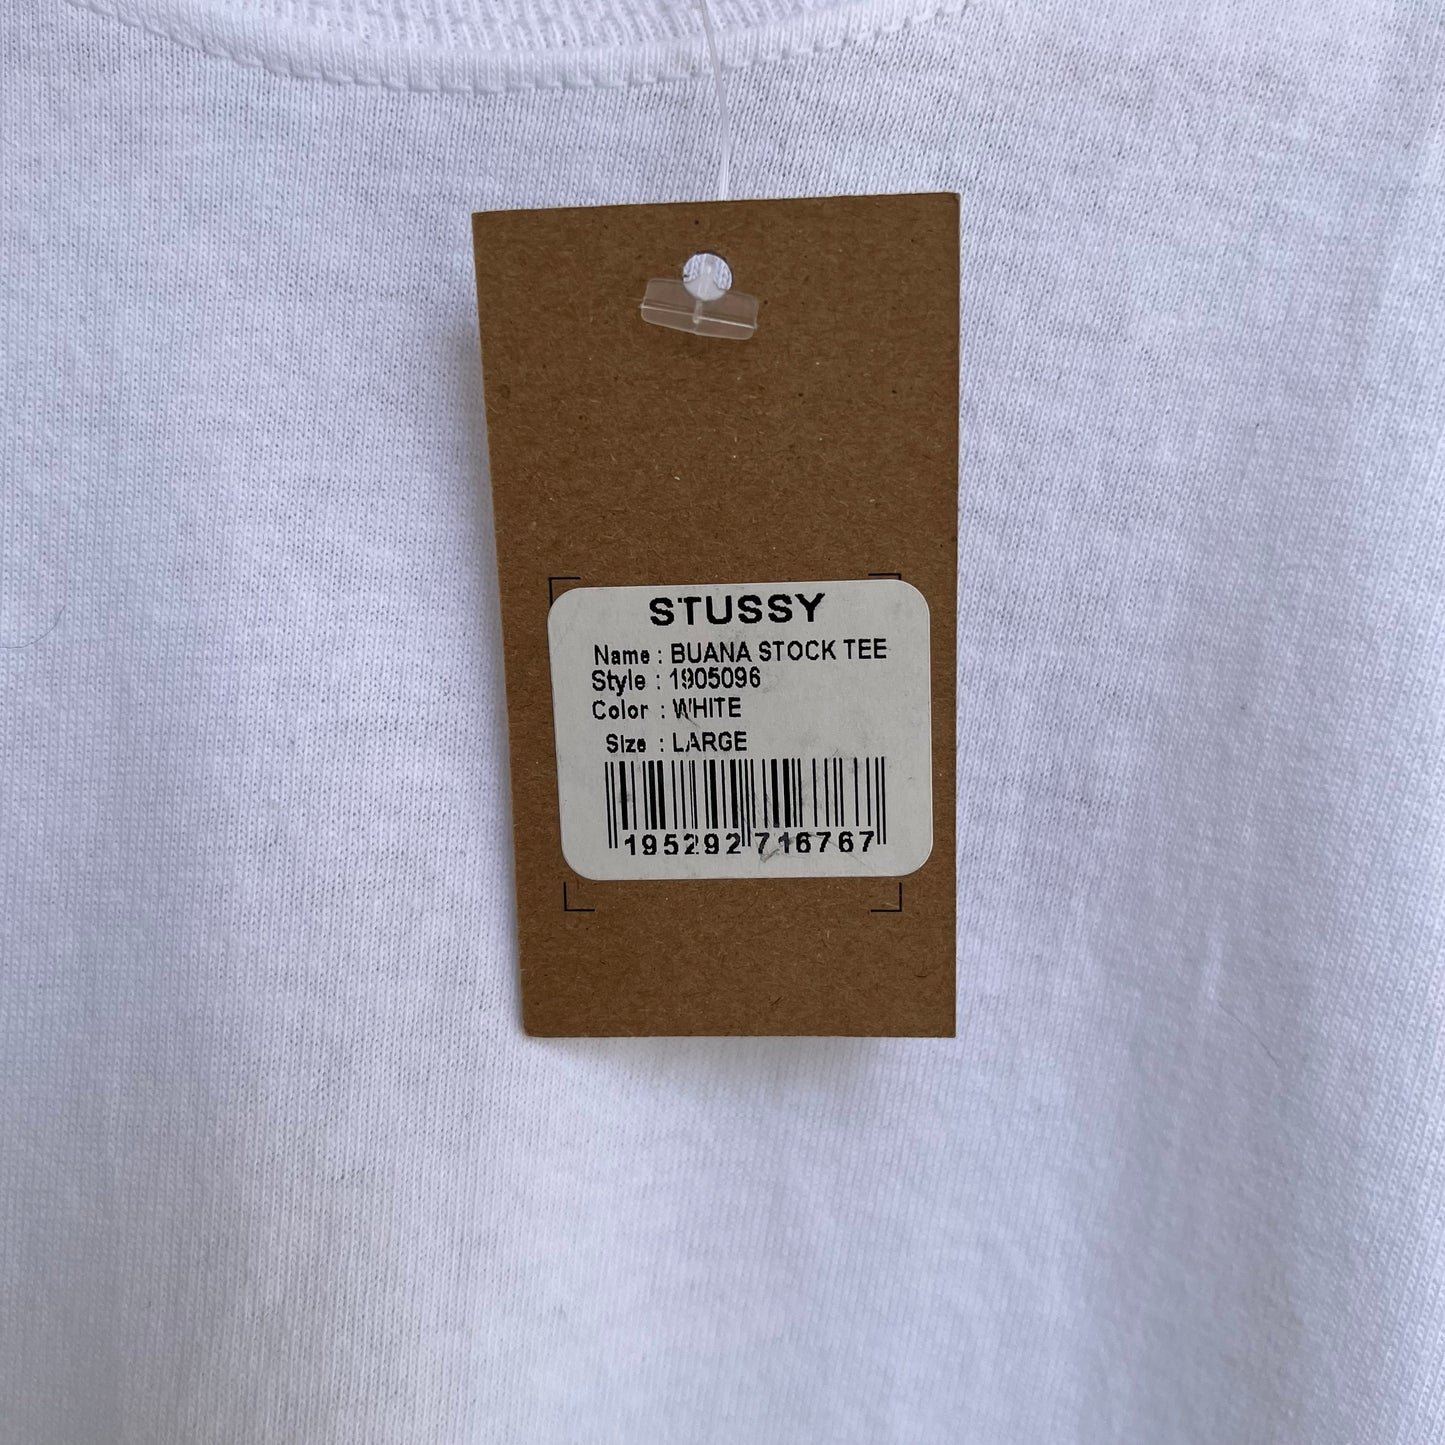 STUSSY
Name : BUANA STOCK TEE
Style : 1905096
Color : WHITE
Size : LARGE
195292 716767